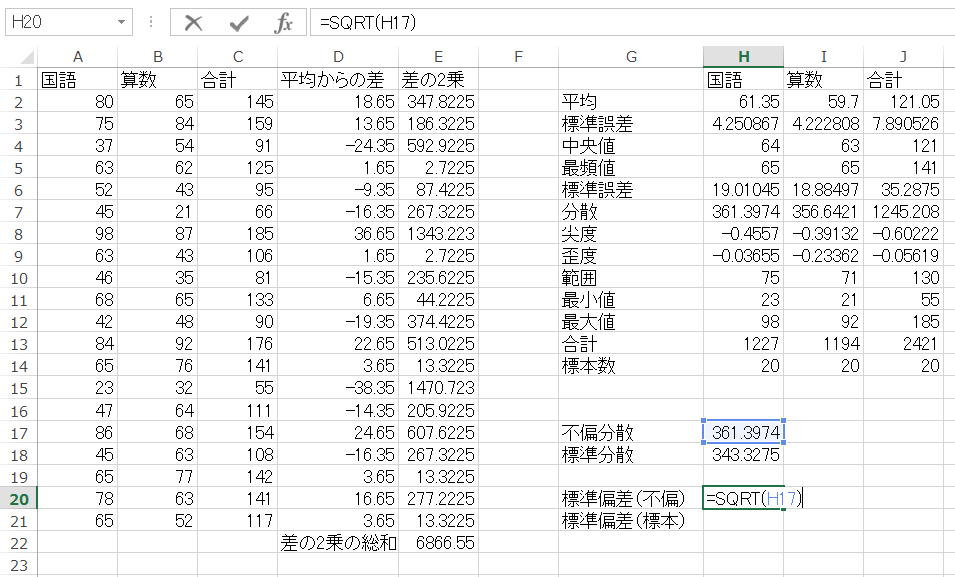 H20 =SQRT(H17)
A B C D E F G H I J
1 国語 算数 合計 平均からの差 差の2乗 国語 算数 合計
2 80 65 145 18.65 347.8225 平均 61.35 59.7 121.05
3 75 84 159 13.65 186.3225 標準誤差 4.250867 4.222808 7.890526
4 37 54 91 −24.35 592.9225 中央値 64 63 121
5 63 62 125 1.65 2.7225 最頻値 65 65 141
6 52 43 95 −9.35 87.4225 標準誤差 19.01045 18.88497 35.2875
7 45 21 66 −16.35 267.3225 分散 361.3974 356.6421 1245.208
8 98 87 185 36.65 1343.223 尖度 −0.4557 −0.39132 −0.60222
9 63 43 106 1.65 2.7225 歪度 −0.03655 −0.23362 −0.05619
10 46 35 81 −15.35 235.6225 範囲 75 71 130
11 68 65 133 6.65 44.2225 最小値 23 21 55
12 42 48 90 −19.35 374.4225 最大値 98 92 185
13 84 92 176 22.65 513.0225 合計 1227 1194 2421
14 65 76 141 3.65 13.3225 標本数 20 20 20
15 23 32 55 −38.35 1470.723
16 47 64 111 −14.35 205.9225
17 86 68 154 24.65 607.6225 不偏分散 361.3974
18 45 63 108 −16.35 267.3225 標準分散 343.3275
19 65 77 142 3.65 13.3225
20 78 63 141 16.65 277.2225 標準偏差(不偏) =SQRT(H17)
21 65 52 117 3.65 13.3225 標準偏差(標本)
22 差の2乗の総和 6866.55
23